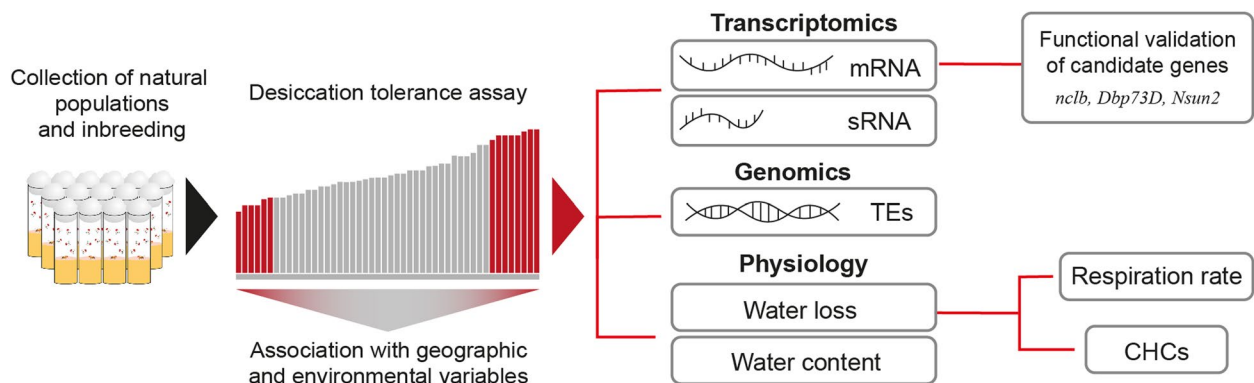 Collection of natural
populations
and inbreeding
Desiccation tolerance assay
Association with geographic
and environmental variables
Transcriptomics
mRNA
sRNA
Functional validation
of candidate genes
nclb, Dbp73D, Nsun2
Genomics
TEs
Physiology
Water loss
Water content
Respiration rate
CHCs